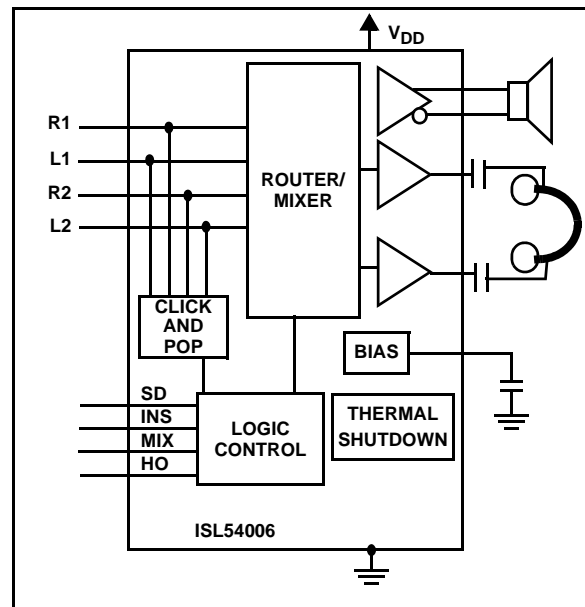 VDD
R1
L1
R2
L2
ROUTER/
MIXER
CLICK
AND
POP
BIAS
SD
INS
MIX
HO
LOGIC
CONTROL
THERMAL
SHUTDOWN
ISL54006